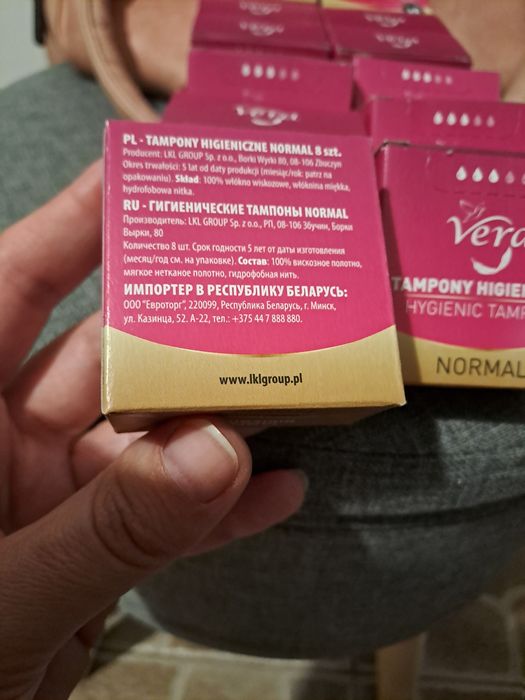 PL - TAMPONY HIGIENICZNE NORMAL 8 szt.
Producent: LKL GROUP Sp. z o.o., Borki Wyrki 80, 08-106 Zbuczyn
Okres trwałości: 5 lat od daty produkcji (miesiąc/rok: patrz na
opakowaniu). Skład: 100% włókno wiskozowe, włóknina miękka,
hydrofobowa nitka.
RU - ГИГИЕНИЧЕСКИЕ ТАМПОНЫ NORMAL
Производитель: LKL GROUP Sp. z o.o., РП, 08-106 Збучин, Борки
Вырки, 80
Количество 8 шт. Срок годности 5 лет от даты изготовления
(месяц/год см. на упаковке). Состав: 100% вискозное полотно,
мягкое нетканое полотно, гидрофобная нить.
ИМПОРТЕР В РЕСПУБЛИКУ БЕЛАРУСЬ:
ООО "Евроторг", 220099, Республика Беларусь, г. Минск,
ул. Казинца, 52. А-22, тел.: +375 44 7 888 880.
www.lklgroup.pl
Vera
TAMPONY HIGIEN
HYGIENIC TAMP
NORMAL